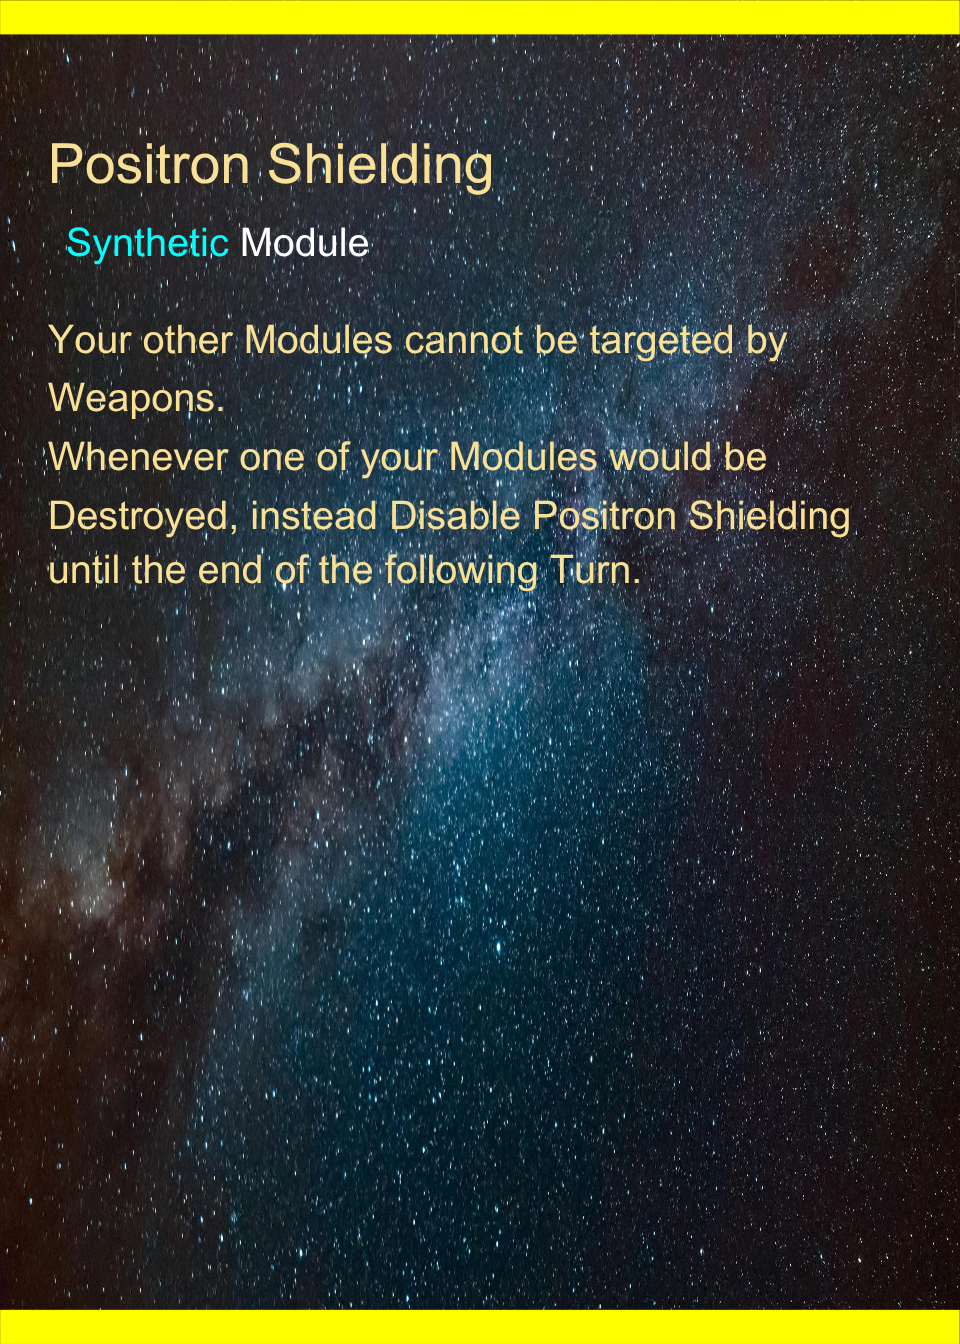 Positron Shielding
Synthetic Module
Your other Modules cannot be targeted by
Weapons.
Whenever one of your Modules would be
Destroyed, instead Disable Positron Shielding
until the end of the following Turn.